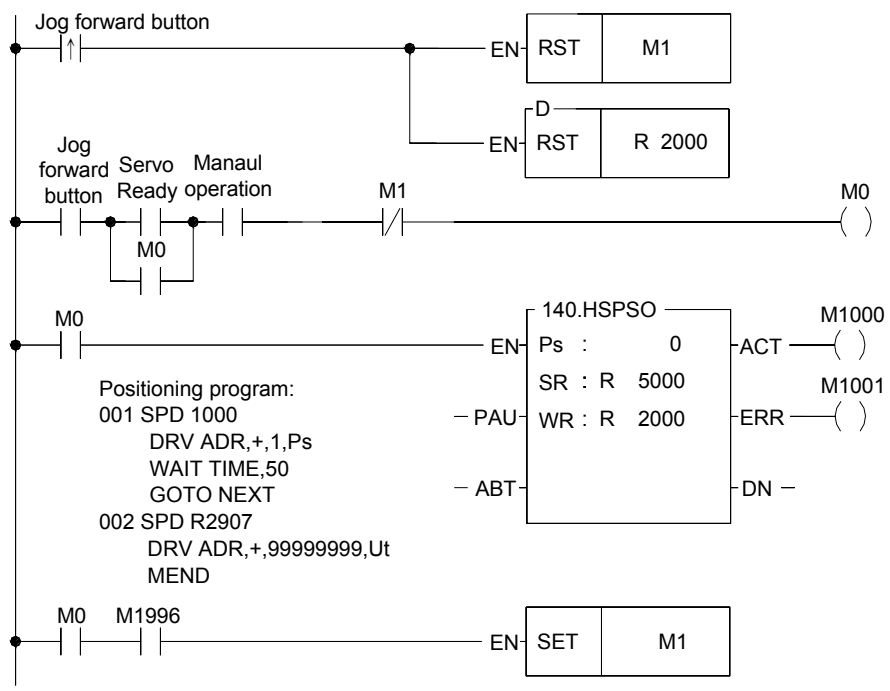 Jog forward button
↑
EN RST M1
D
EN RST R 2000
Jog
forward
button
Servo
Ready
Manaul
operation
M1
M0
M0
M0
140.HSPSO
EN Ps : 0 ACT
M1000
SR : R 5000
M1001
PAU WR : R 2000 ERR
ABT DN
Positioning program:
001 SPD 1000
DRV ADR,+,1,Ps
WAIT TIME,50
GOTO NEXT
002 SPD R2907
DRV ADR,+,99999999,Ut
MEND
M0 M1996
EN SET M1